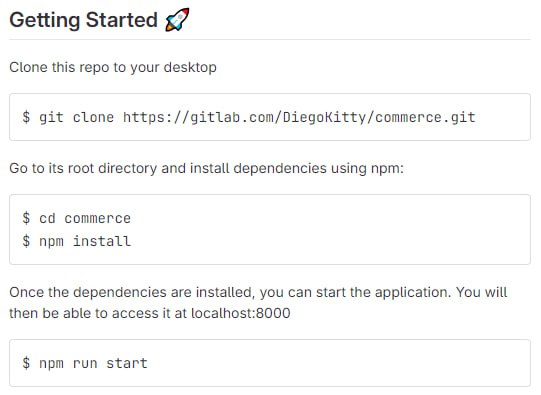 Getting Started 🚀
Clone this repo to your desktop
$ git clone https://gitlab.com/DiegoKitty/commerce.git
Go to its root directory and install dependencies using npm:
$ cd commerce
$ npm install
Once the dependencies are installed, you can start the application. You will
then be able to access it at localhost:8000
$ npm run start